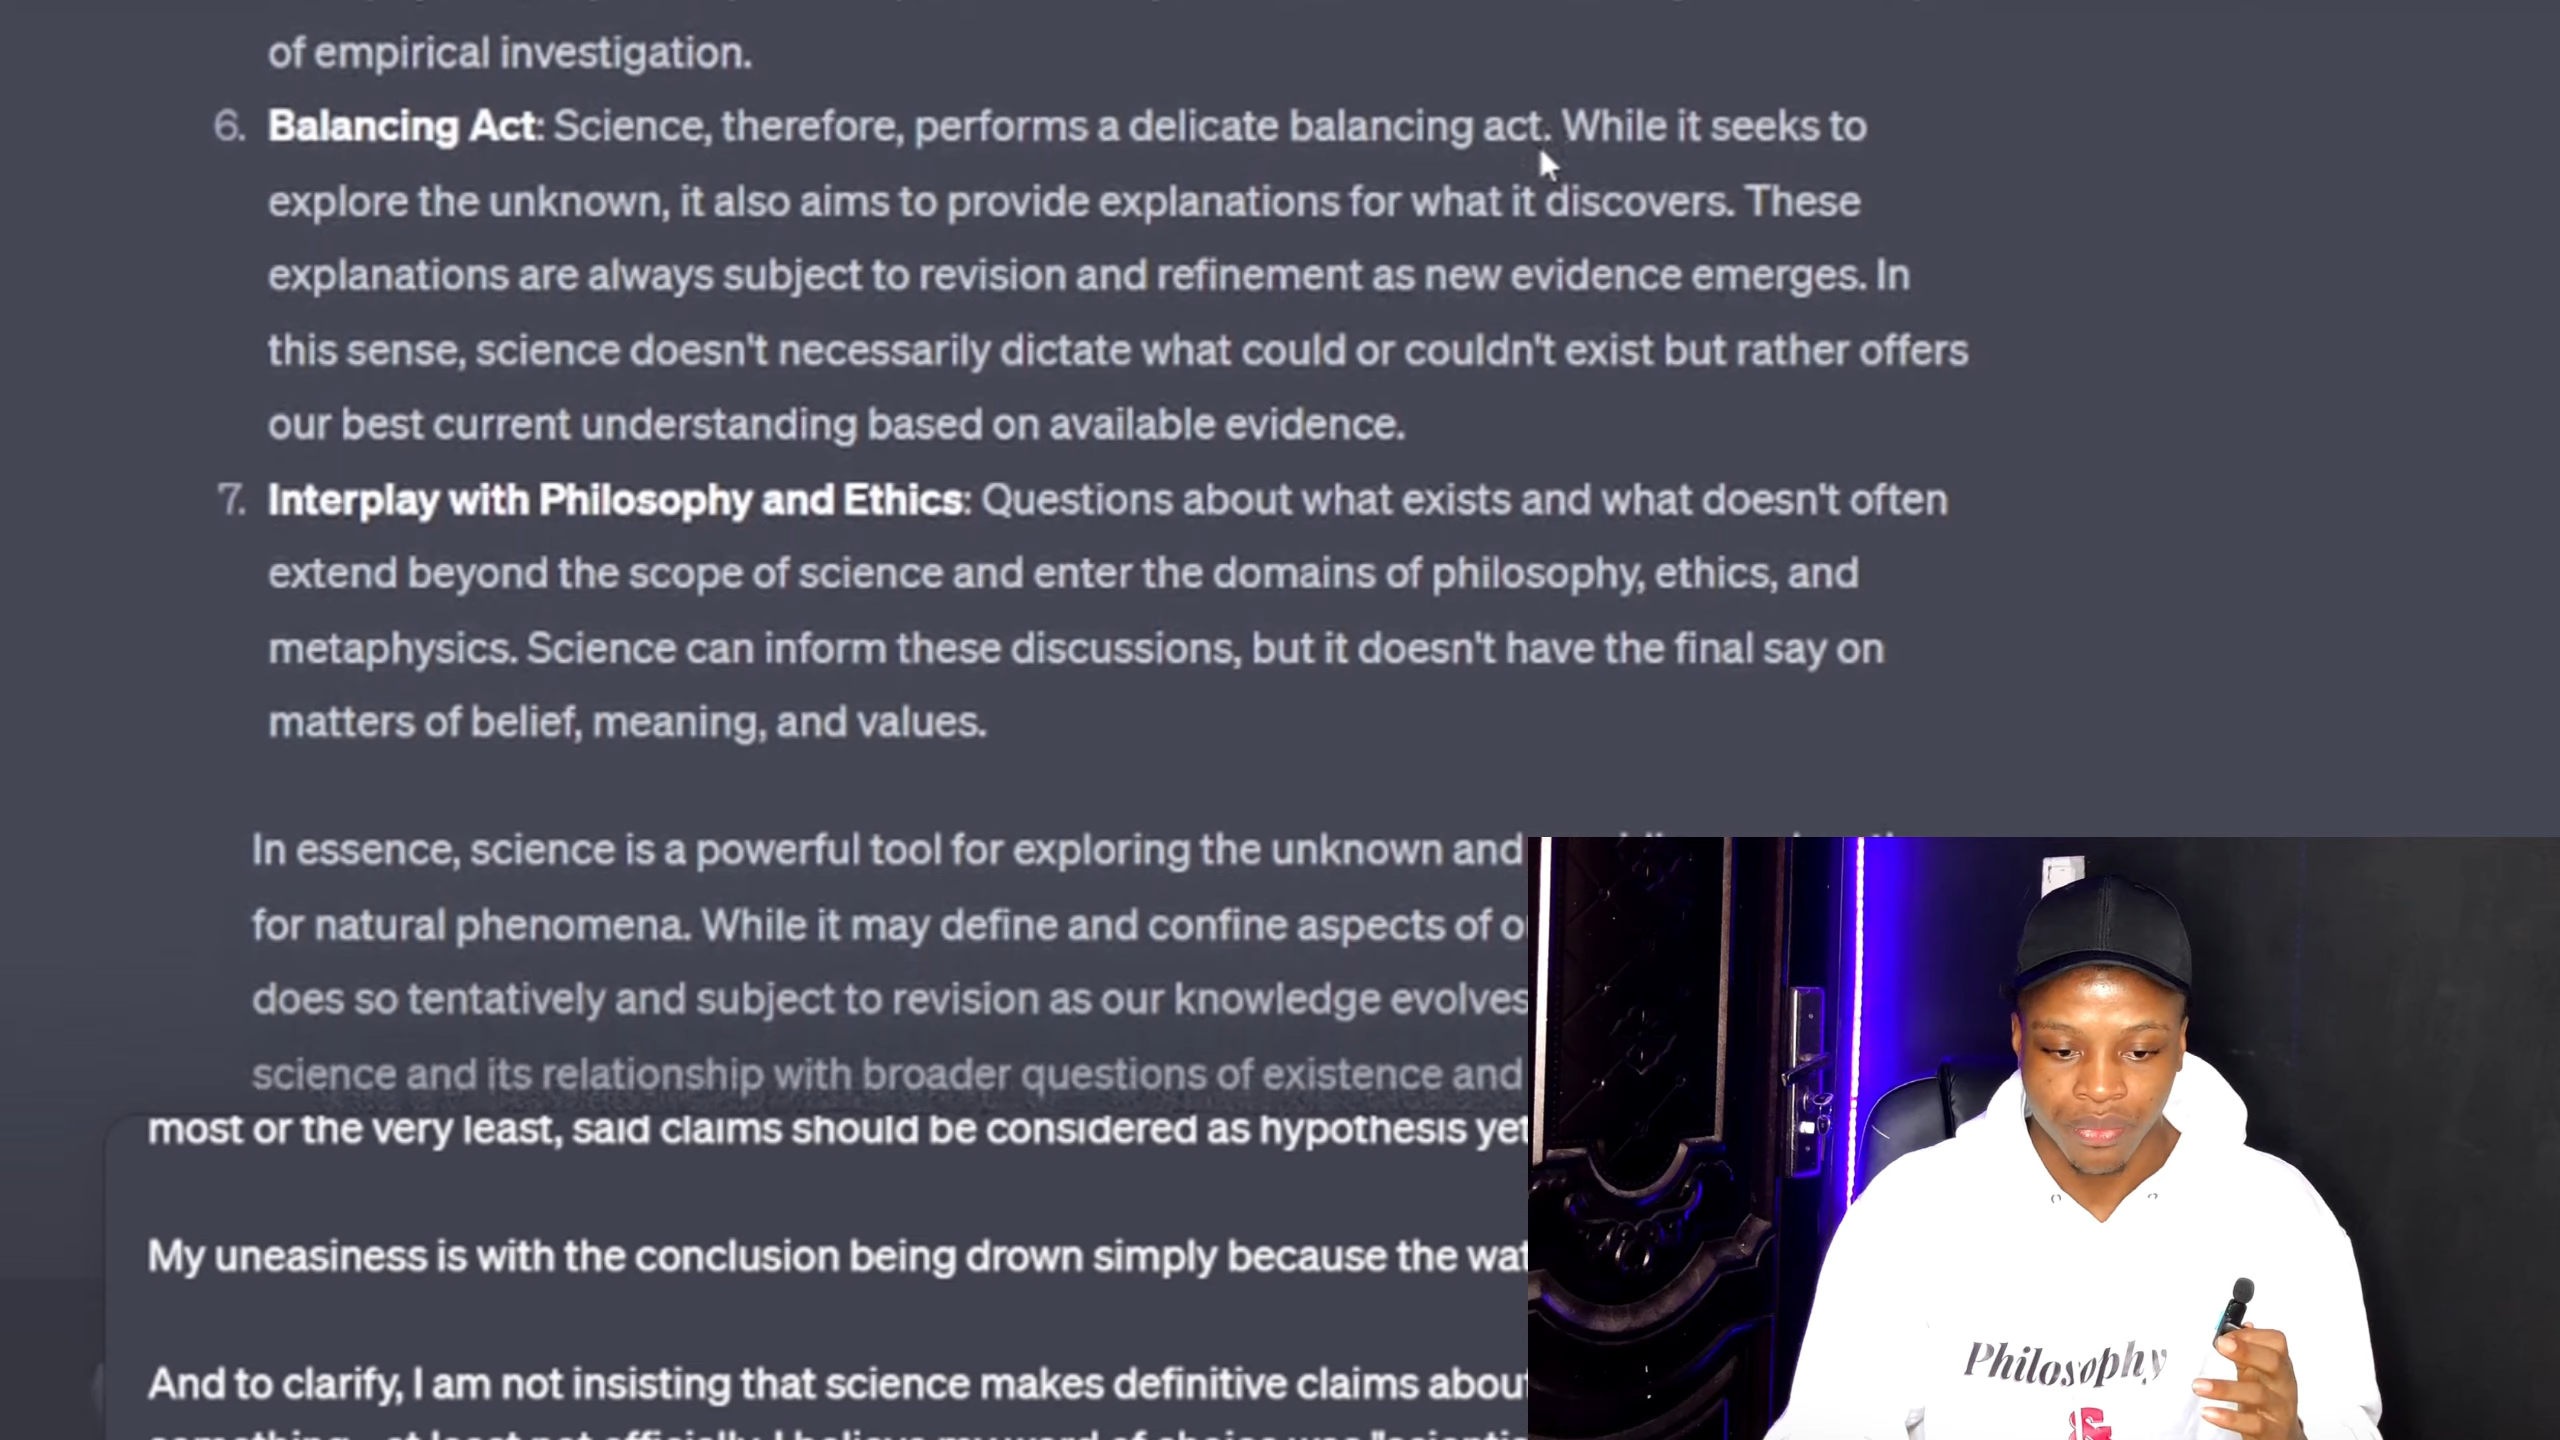 of empirical investigation.
6. Balancing Act: Science, therefore, performs a delicate balancing act. While it seeks to
explore the unknown, it also aims to provide explanations for what it discovers. These
explanations are always subject to revision and refinement as new evidence emerges. In
this sense, science doesn't necessarily dictate what could or couldn't exist but rather offers
our best current understanding based on available evidence.
7. Interplay with Philosophy and Ethics: Questions about what exists and what doesn't often
extend beyond the scope of science and enter the domains of philosophy, ethics, and
metaphysics. Science can inform these discussions, but it doesn't have the final say on
matters of belief, meaning, and values.
In essence, science is a powerful tool for exploring the unknown and
for natural phenomena. While it may define and confine aspects of
does so tentatively and subject to revision as our knowledge evolves
science and its relationship with broader questions of existence and
most or the very least, said claims should be considered as hypothesis yet
My uneasiness is with the conclusion being drown simply because the
And to clarify, I am not insisting that science makes definitive claims
Philosophy